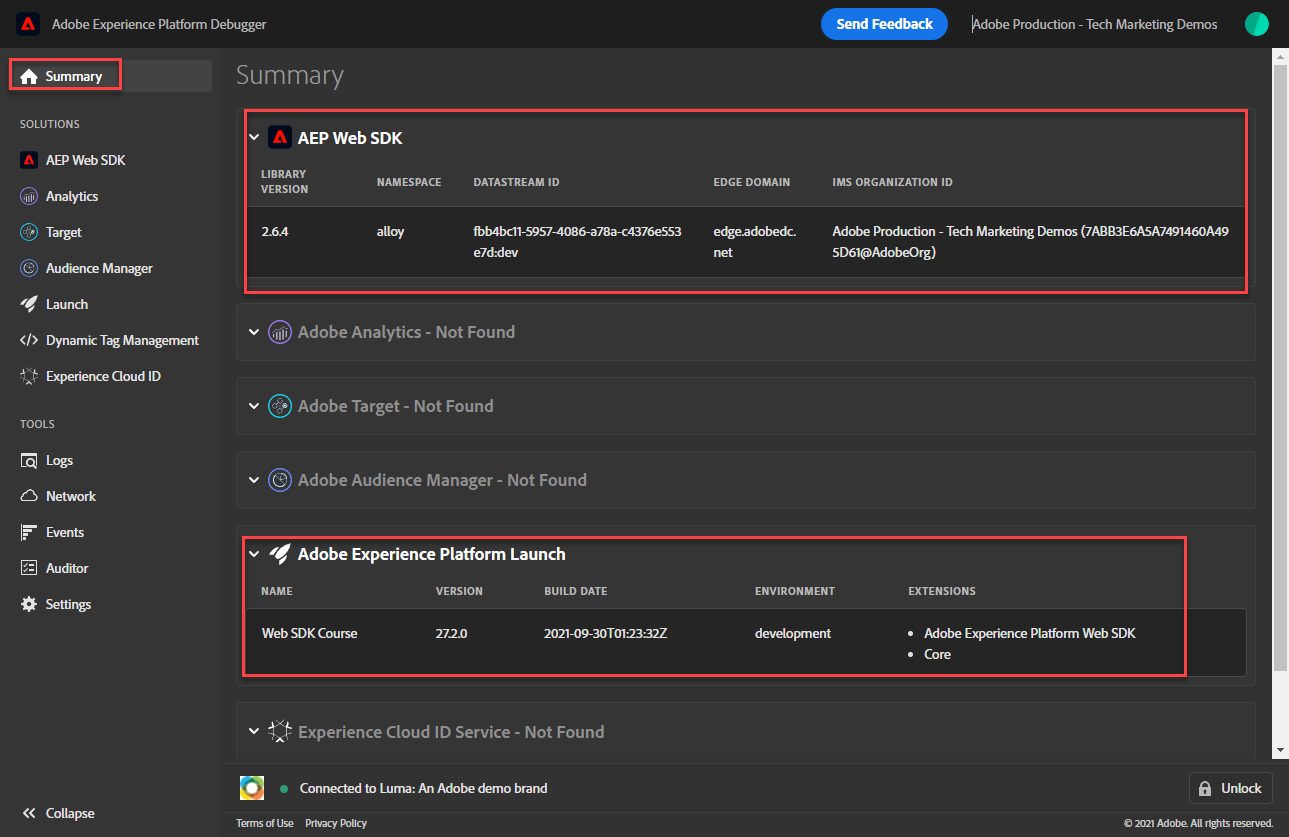 Adobe Experience Platform Debugger
Send Feedback
Adobe Production - Tech Marketing Demos
Summary
SOLUTIONS
AEP Web SDK
Analytics
Target
Audience Manager
Launch
</> Dynamic Tag Management
Experience Cloud ID
TOOLS
Logs
Network
Events
Auditor
Settings
Collapse
Summary
AEP Web SDK
LIBRARY
VERSION
NAMESPACE
DATASTREAM ID
EDGE DOMAIN
IMS ORGANIZATION ID
2.6.4
alloy
fbb4bc11-5957-4086-a78a-c4376e553
e7d:dev
edge.adobedc.
net
Adobe Production - Tech Marketing Demos (7ABB3E6A5A7491460A49
5D61@AdobeOrg)
Adobe Analytics - Not Found
Adobe Target - Not Found
Adobe Audience Manager - Not Found
Adobe Experience Platform Launch
NAME
VERSION
BUILD DATE
ENVIRONMENT
EXTENSIONS
Web SDK Course
27.2.0
2021-09-30T01:23:32Z
development
• Adobe Experience Platform Web SDK
• Core
Experience Cloud ID Service - Not Found
Connected to Luma: An Adobe demo brand
Unlock
Terms of Use
Privacy Policy
© 2021 Adobe. All rights reserved.